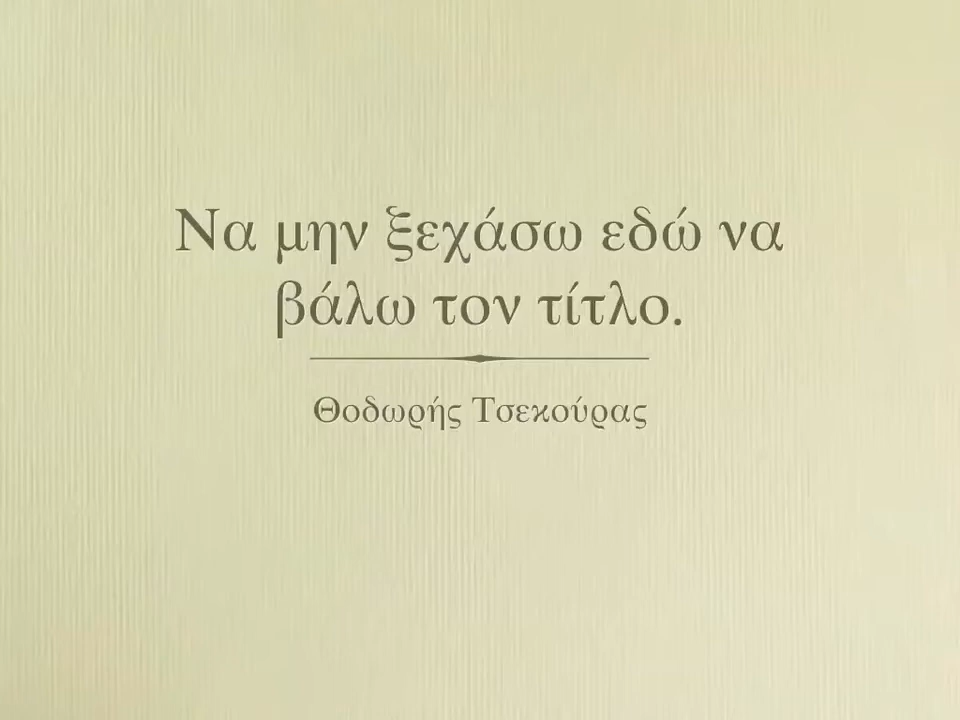 Να μην ξεχάσω εδώ να
βάλω τον τίτλο.
Θοδωρής Τσεκούρας